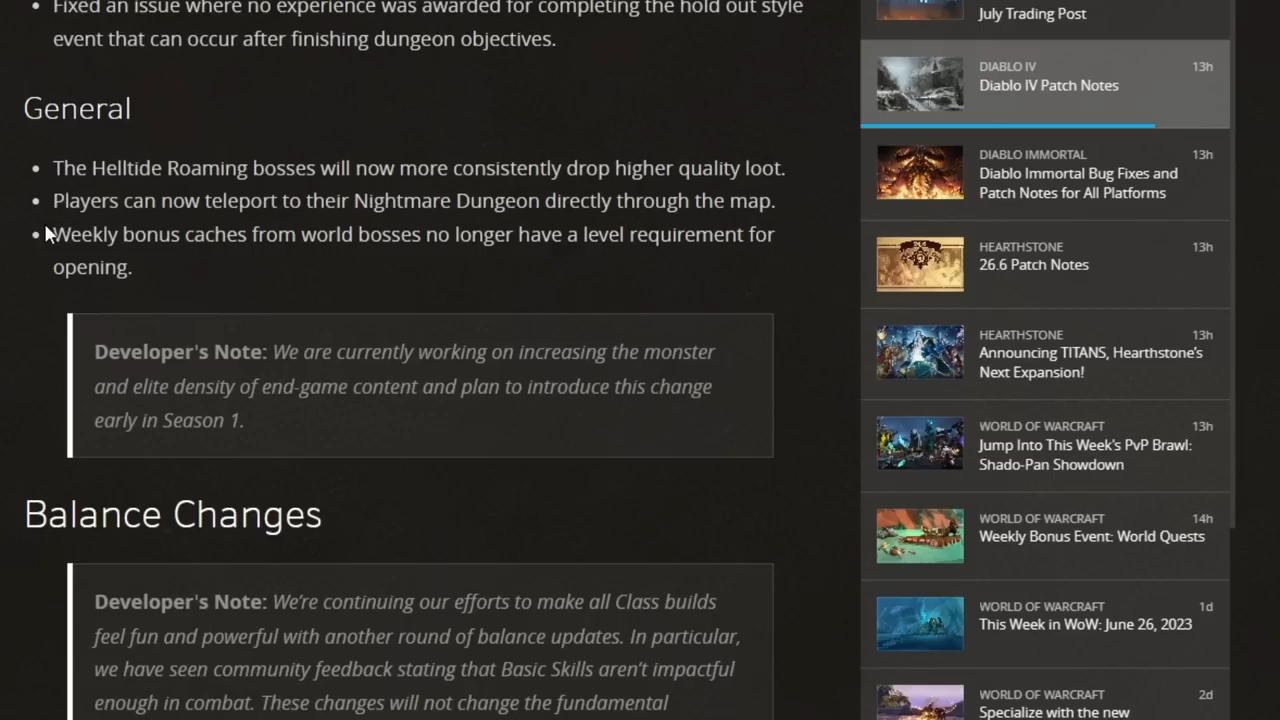 Fixed an issue where no experience was awarded for completing the hold out style
event that can occur after finishing dungeon objectives.
General
The Helltide Roaming bosses will now more consistently drop higher quality loot.
Players can now teleport to their Nightmare Dungeon directly through the map.
Weekly bonus caches from world bosses no longer have a level requirement for
opening.
Developer's Note: We are currently working on increasing the monster
and elite density of end-game content and plan to introduce this change
early in Season 1.
Balance Changes
Developer's Note: We're continuing our efforts to make all Class builds
feel fun and powerful with another round of balance updates. In particular,
we have seen community feedback stating that Basic Skills aren't impactful
enough in combat. These changes will not change the fundamental
July Trading Post
DIABLO IV 13h
Diablo IV Patch Notes
DIABLO IMMORTAL 13h
Diablo Immortal Bug Fixes and
Patch Notes for All Platforms
HEARTHSTONE 13h
26.6 Patch Notes
HEARTHSTONE 13h
Announcing TITANS, Hearthstone's
Next Expansion!
WORLD OF WARCRAFT 13h
Jump Into This Week's PvP Brawl:
Shado-Pan Showdown
WORLD OF WARCRAFT 14h
Weekly Bonus Event: World Quests
WORLD OF WARCRAFT 1d
This Week in WoW: June 26, 2023
WORLD OF WARCRAFT 2d
Specialize with the new